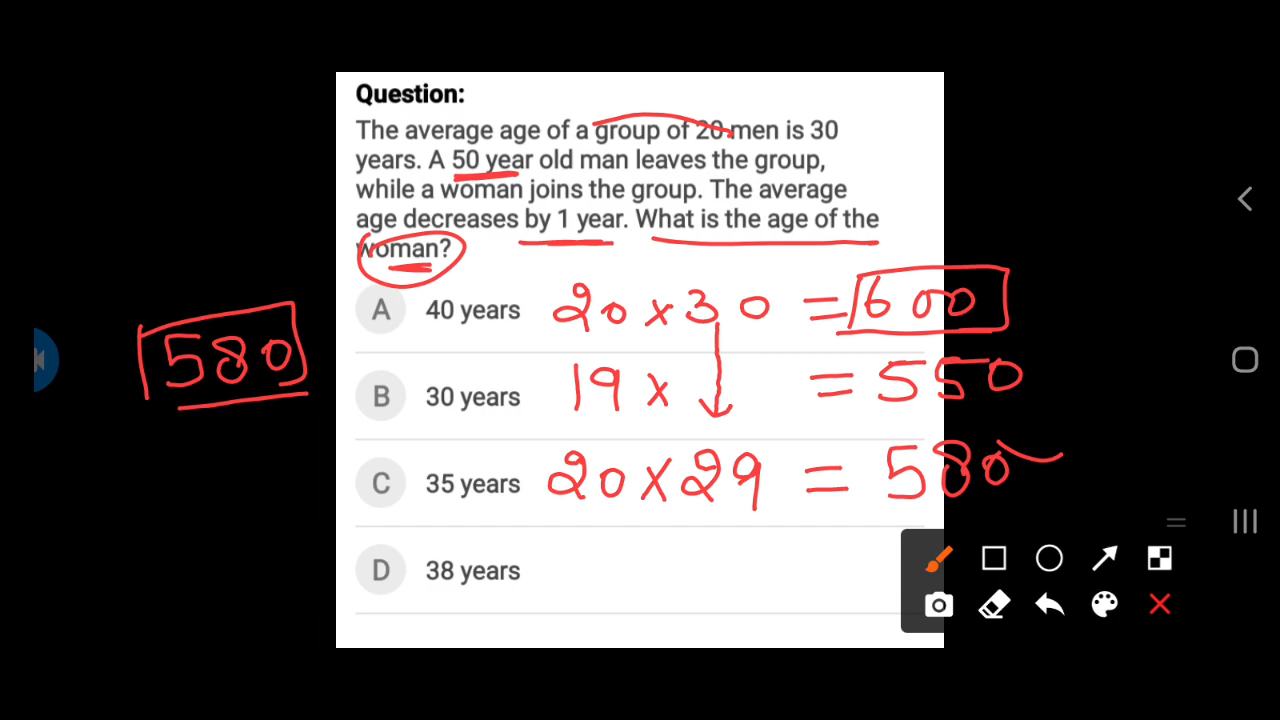 Question:
The average age of a group of 20 men is 30
years. A 50 year old man leaves the group,
while a woman joins the group. The average
age decreases by 1 year. What is the age of the
woman?
A 40 years 20 x 30 = 600
580
B 30 years 19 x = 550
C 35 years 20 x 29 = 580
D 38 years